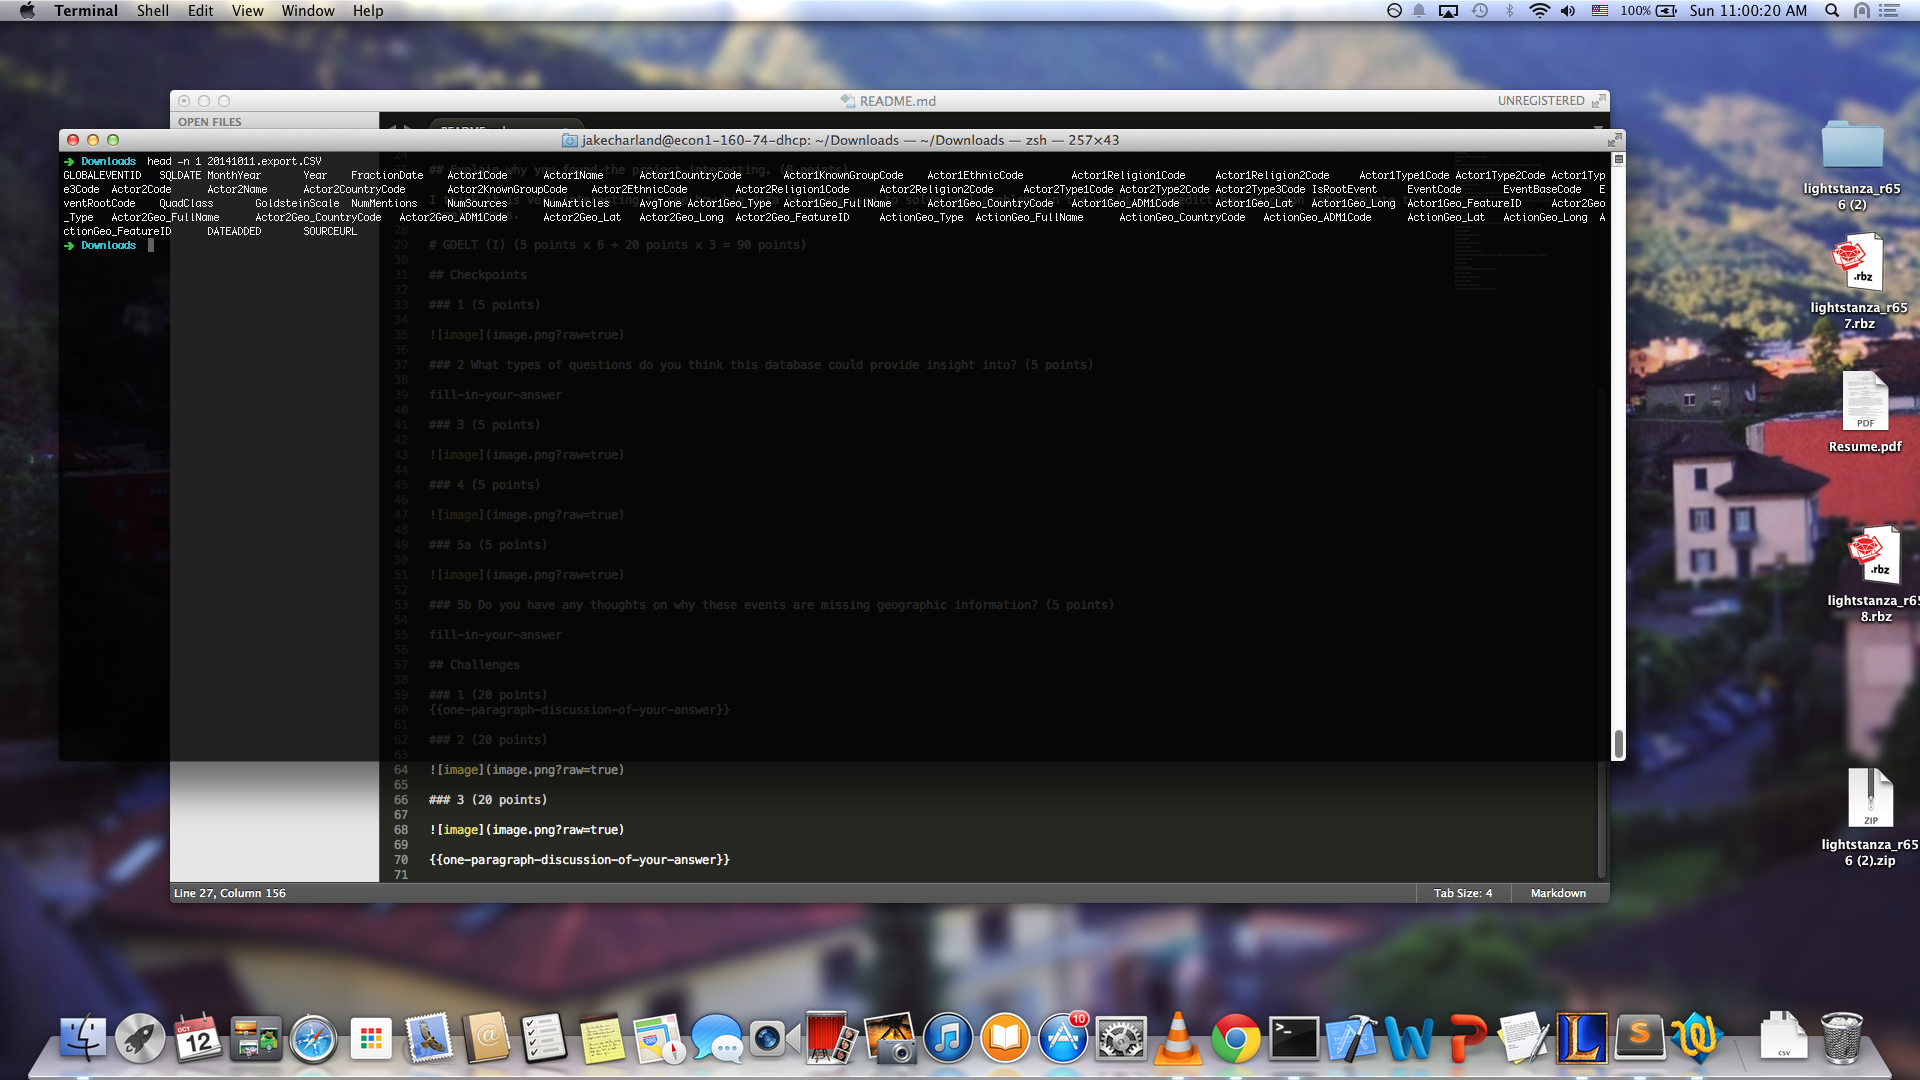 Terminal Shell Edit View Window Help 100% Sun 11:00:20 AM
README.md UNREGISTERED
OPEN FILES
jakecharland@econ1-160-74-dhcp: ~/Downloads — ~/Downloads — zsh — 257×43
➜ Downloads head -n 1 20141011.export.CSV
GLOBALEVENTID SQLDATE MonthYear Year FractionDate Actor1Code Actor1Name Actor1CountryCode Actor1KnownGroupCode Actor1EthnicCode Actor1Religion1Code Actor1Religion2Code Actor1Type1Code Actor1Type2Code Actor1Typ
e3Code Actor2Code Actor2Name Actor2CountryCode Actor2KnownGroupCode Actor2EthnicCode Actor2Religion1Code Actor2Religion2Code Actor2Type1Code Actor2Type2Code Actor2Type3Code IsRootEvent EventCode EventBaseCode E
ventRootCode QuadClass GoldsteinScale NumMentions NumSources NumArticles AvgTone Actor1Geo_Type Actor1Geo_FullName Actor1Geo_CountryCode Actor1Geo_ADM1Code Actor1Geo_Lat Actor1Geo_Long Actor1Geo_FeatureID Actor2Geo
_Type Actor2Geo_FullName Actor2Geo_CountryCode Actor2Geo_ADM1Code Actor2Geo_Lat Actor2Geo_Long Actor2Geo_FeatureID ActionGeo_Type ActionGeo_FullName ActionGeo_CountryCode ActionGeo_ADM1Code ActionGeo_Lat ActionGeo_Long A
ctionGeo_FeatureID DATEADDED SOURCEURL
➜ Downloads
28
29 # GDELT (I) (5 points x 6 + 20 points x 3 = 90 points)
30
31 ## Checkpoints
32
33 ### 1 (5 points)
34
35 ![image](image.png?raw=true)
36
37 ### 2 What types of questions do you think this database could provide insight into? (5 points)
38
39 fill-in-your-answer
40
41 ### 3 (5 points)
42
43 ![image](image.png?raw=true)
44
45 ### 4 (5 points)
46
47 ![image](image.png?raw=true)
48
49 ### 5a (5 points)
50
51 ![image](image.png?raw=true)
52
53 ### 5b Do you have any thoughts on why these events are missing geographic information? (5 points)
54
55 fill-in-your-answer
56
57 ## Challenges
58
59 ### 1 (20 points)
60 {{one-paragraph-discussion-of-your-answer}}
61
62 ### 2 (20 points)
63
64 ![image](image.png?raw=true)
65
66 ### 3 (20 points)
67
68 ![image](image.png?raw=true)
69
70 {{one-paragraph-discussion-of-your-answer}}
71
Line 27, Column 156 Tab Size: 4 Markdown
lightstanza_r65
6 (2)
.rbz
lightstanza_r65
7.rbz
PDF
Resume.pdf
.rbz
lightstanza_r65
8.rbz
ZIP
lightstanza_r65
6 (2).zip
OCT
12
10
CSV